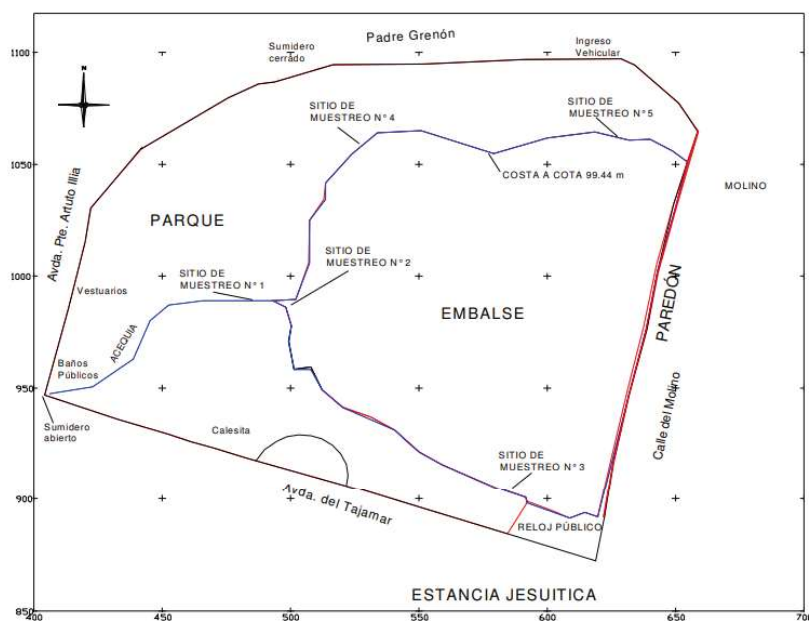 1100
1050
1000
950
900
850
400
450
500
550
600
650
700
N
Padre Grenón
Sumidero
cerrado
Ingreso
Vehicular
SITIO DE
MUESTREO N° 4
SITIO DE
MUESTREO N° 5
COSTA A COTA 99.44 m
MOLINO
Avda. Pte. Artuto Illia
PARQUE
SITIO DE
MUESTREO N° 1
SITIO DE
MUESTREO N° 2
Vestuarios
EMBALSE
PAREDÓN
ACEQUIA
Baños
Públicos
Sumidero
abierto
Calesita
Calle del Molino
SITIO DE
MUESTREO N° 3
Avda. del Tajamar
RELOJ PÚBLICO
ESTANCIA JESUITICA